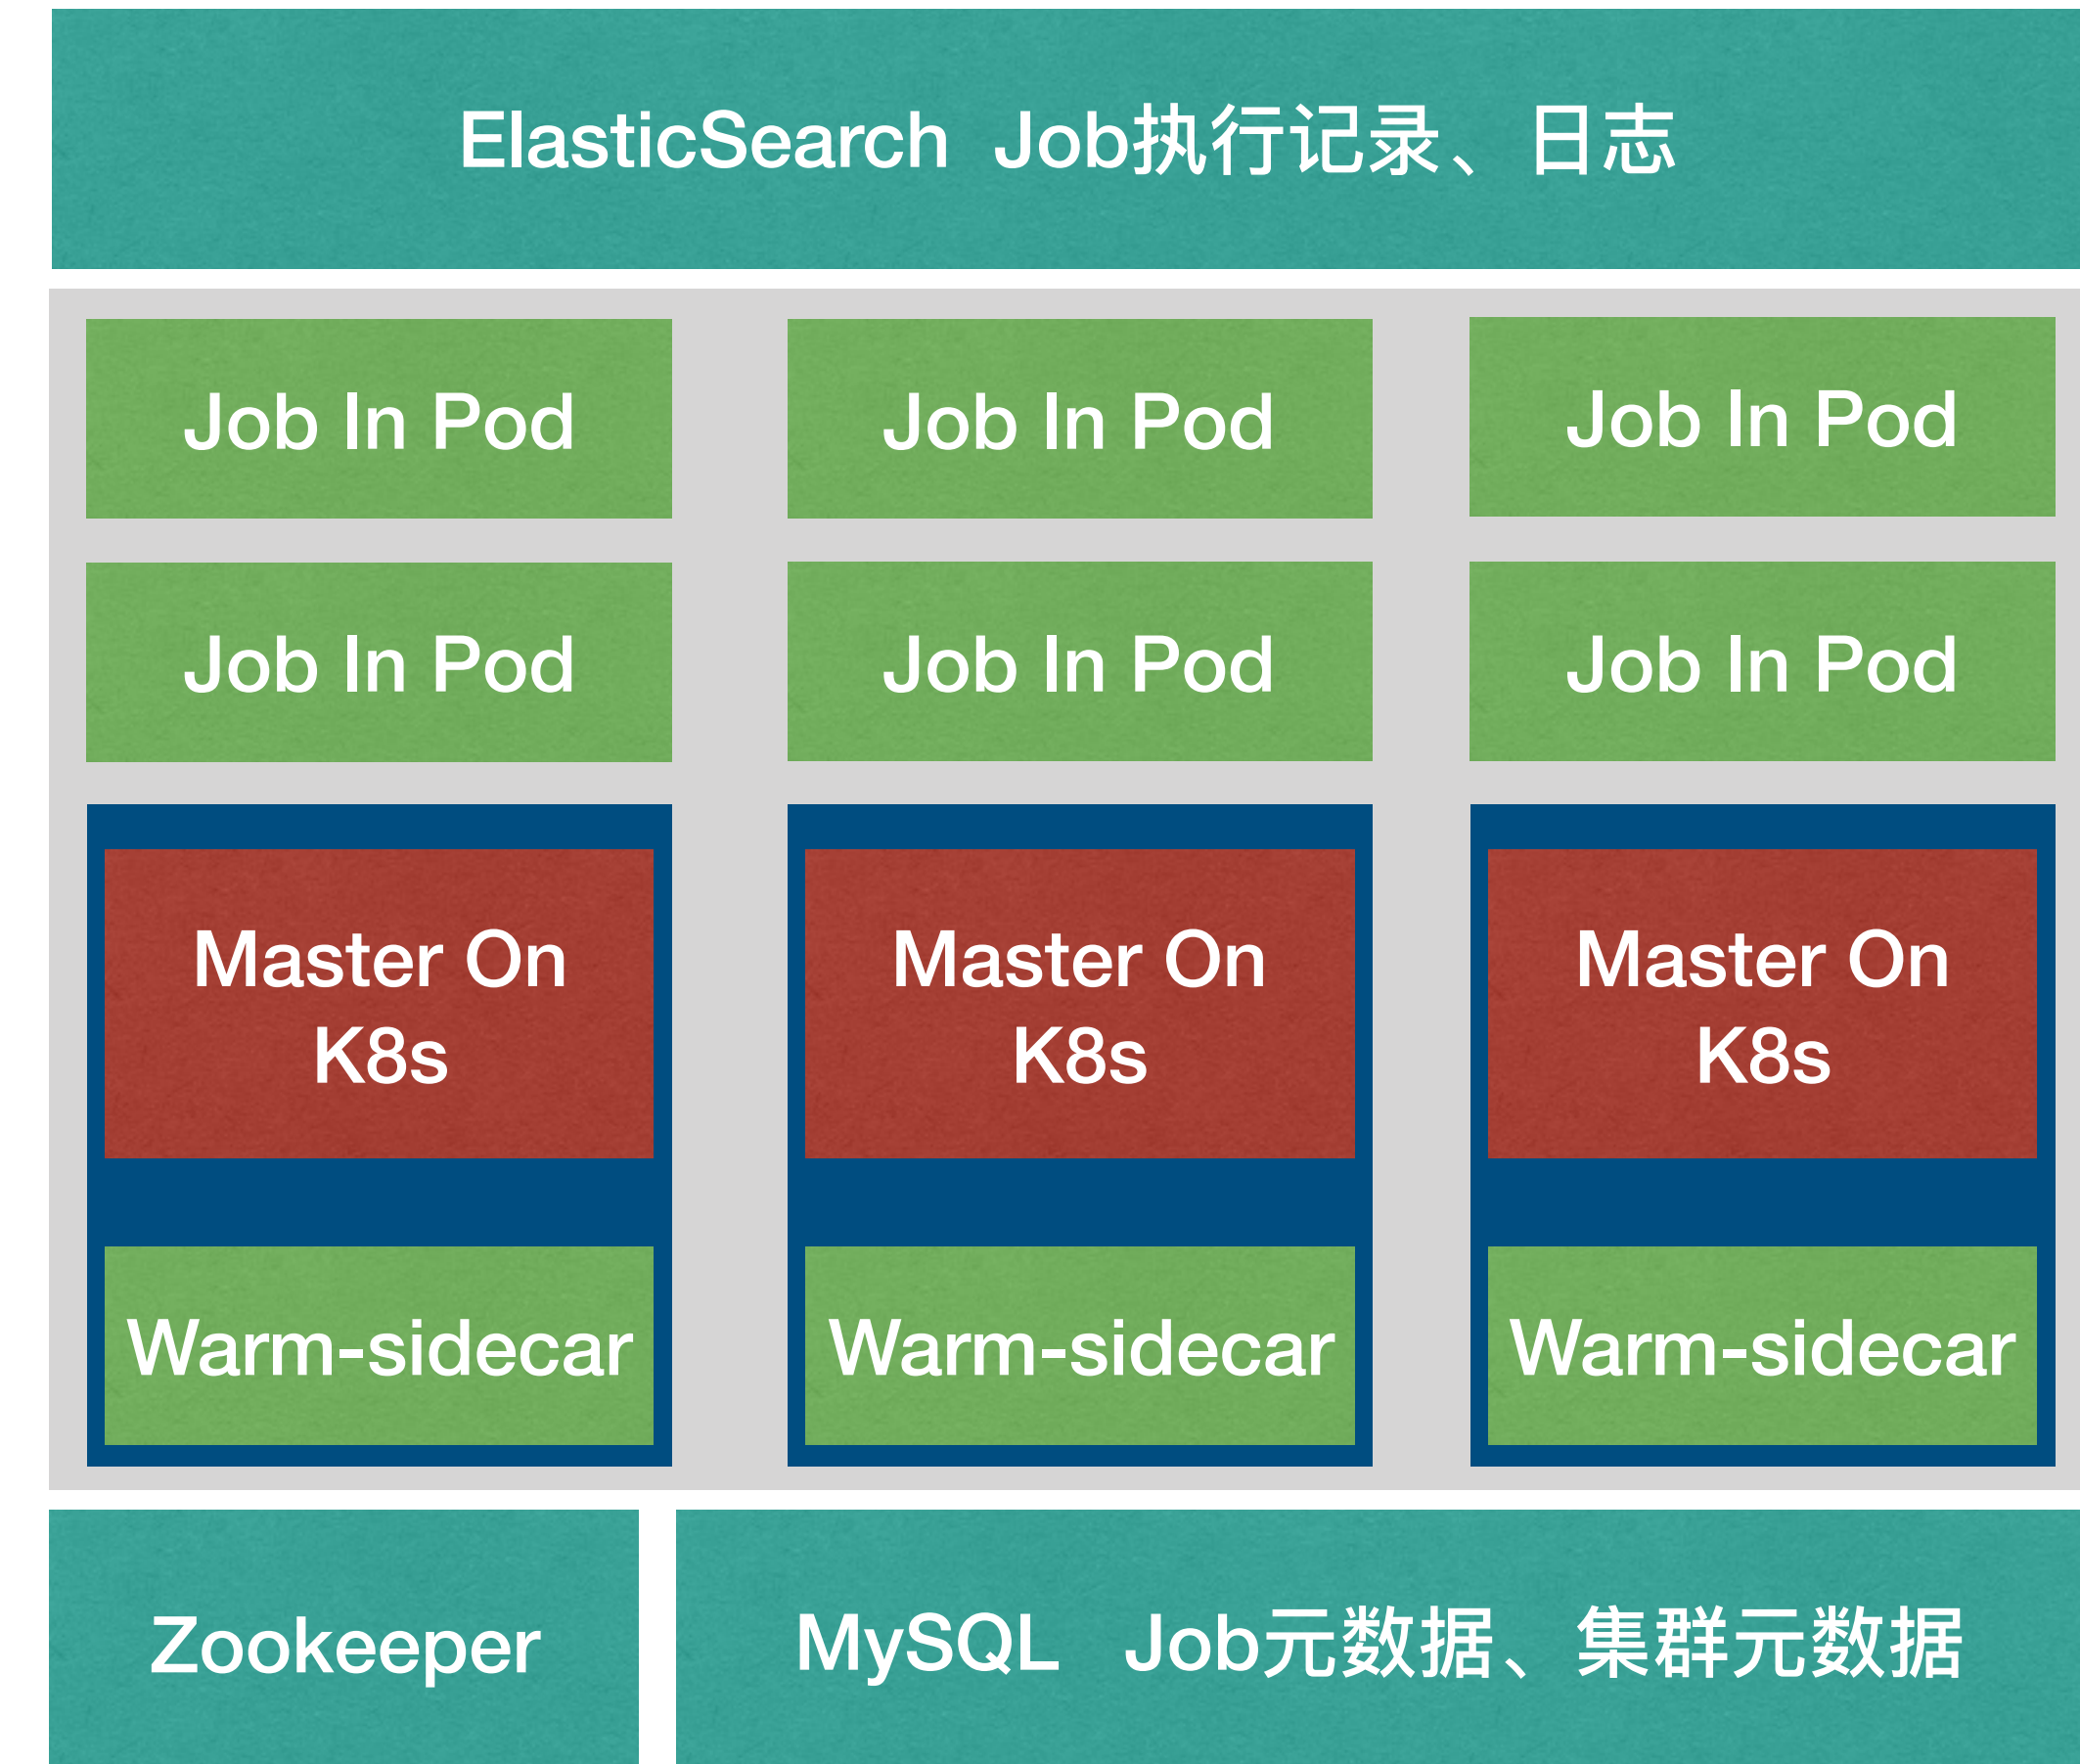 ElasticSearch Job执行记录、日志
Job In Pod
Job In Pod
Job In Pod
Job In Pod
Job In Pod
Job In Pod
Master On
K8s
Master On
K8s
Master On
K8s
Warm-sidecar
Warm-sidecar
Warm-sidecar
Zookeeper
MySQL Job元数据、集群元数据